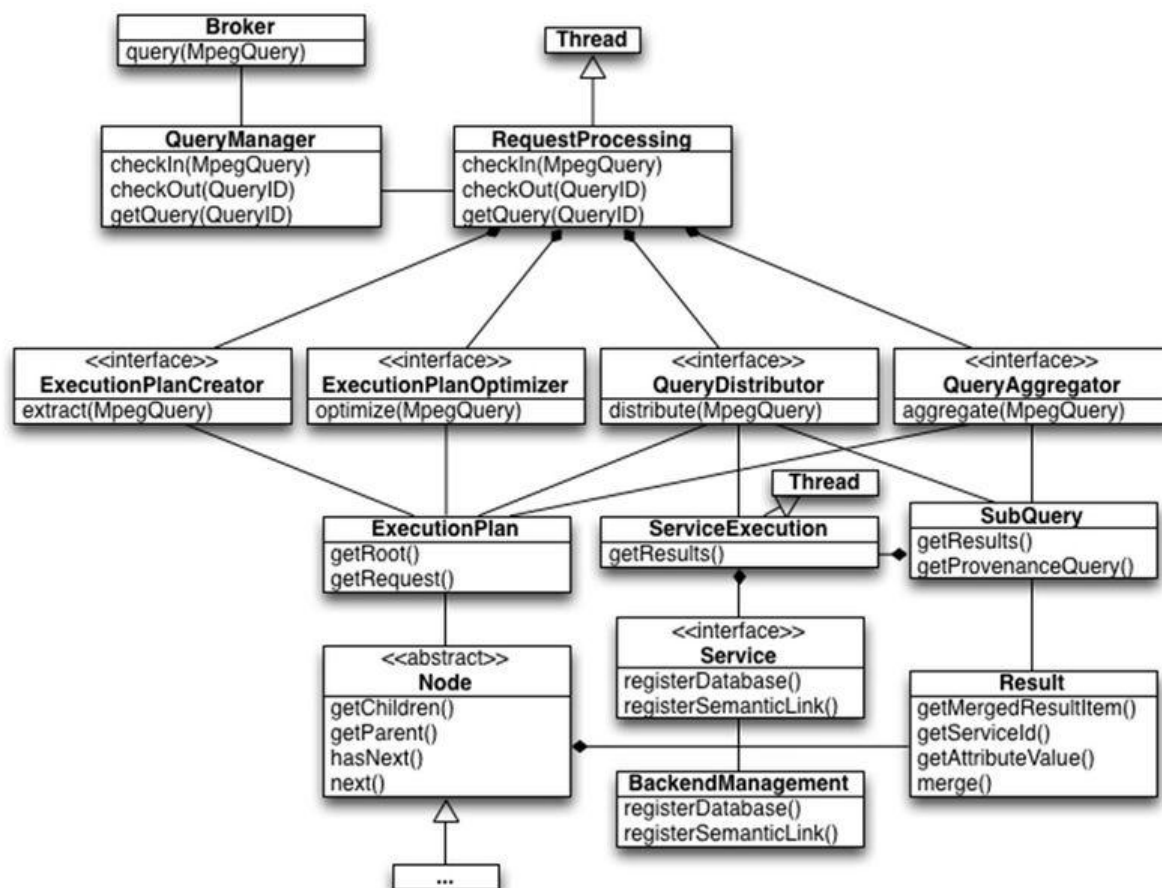 Broker
query(MpegQuery)
Thread
QueryManager
checkIn(MpegQuery)
checkOut(QueryID)
getQuery(QueryID)
RequestProcessing
checkIn(MpegQuery)
checkOut(QueryID)
getQuery(QueryID)
<<interface>>
ExecutionPlanCreator
extract(MpegQuery)
<<interface>>
ExecutionPlanOptimizer
optimize(MpegQuery)
<<interface>>
QueryDistributor
distribute(MpegQuery)
<<interface>>
QueryAggregator
aggregate(MpegQuery)
Thread
ExecutionPlan
getRoot()
getRequest()
ServiceExecution
getResults()
SubQuery
getResults()
getProvenanceQuery()
<<abstract>>
Node
getChildren()
getParent()
hasNext()
next()
<<interface>>
Service
registerDatabase()
registerSemanticLink()
Result
getMergedResultItem()
getServiceId()
getAttributeValue()
merge()
BackendManagement
registerDatabase()
registerSemanticLink()
...